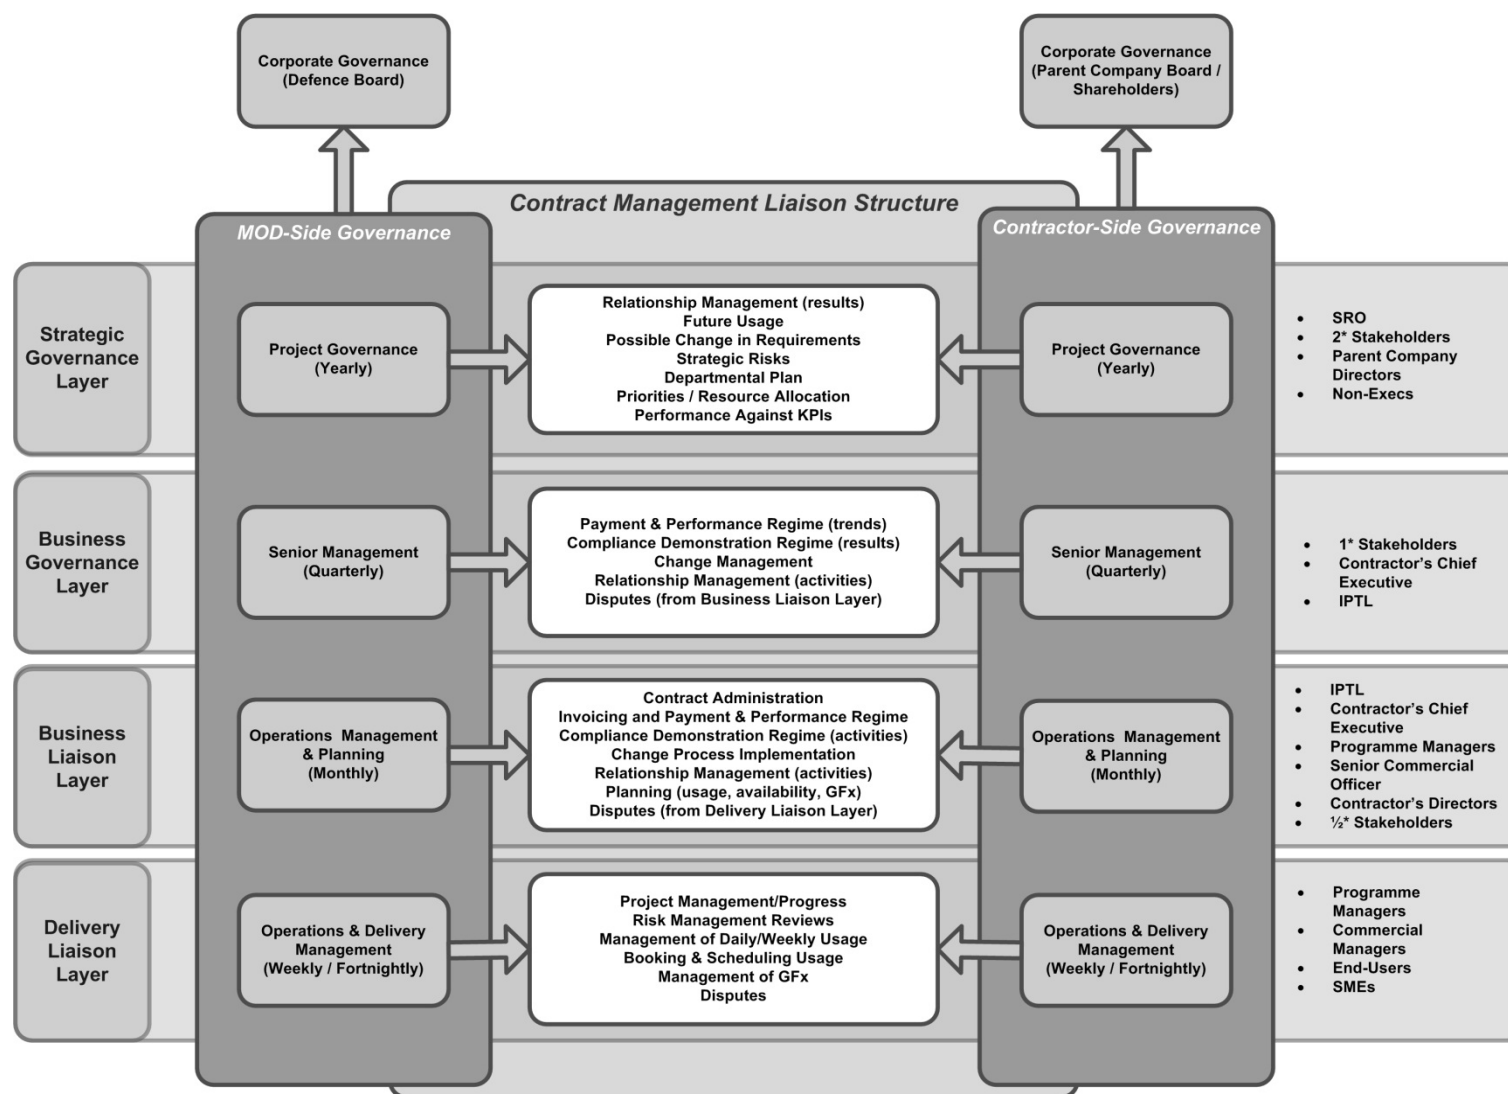 Corporate Governance
(Defence Board)
Corporate Governance
(Parent Company Board /
Shareholders)
Contract Management Liaison Structure
MOD-Side Governance
Contractor-Side Governance
Strategic
Governance
Layer
Project Governance
(Yearly)
Relationship Management (results)
Future Usage
Possible Change in Requirements
Strategic Risks
Departmental Plan
Priorities / Resource Allocation
Performance Against KPIs
Project Governance
(Yearly)
• SRO
• 2* Stakeholders
• Parent Company
Directors
• Non-Execs
Business
Governance
Layer
Senior Management
(Quarterly)
Payment & Performance Regime (trends)
Compliance Demonstration Regime (results)
Change Management
Relationship Management (activities)
Disputes (from Business Liaison Layer)
Senior Management
(Quarterly)
• 1* Stakeholders
• Contractor's Chief
Executive
• IPTL
Business
Liaison
Layer
Operations Management
& Planning
(Monthly)
Contract Administration
Invoicing and Payment & Performance Regime
Compliance Demonstration Regime (activities)
Change Process Implementation
Relationship Management (activities)
Planning (usage, availability, GFx)
Disputes (from Delivery Liaison Layer)
Operations Management
& Planning
(Monthly)
• IPTL
• Contractor's Chief
Executive
• Programme Managers
• Senior Commercial
Officer
• Contractor's Directors
• ½* Stakeholders
Delivery
Liaison
Layer
Operations & Delivery
Management
(Weekly / Fortnightly)
Project Management/Progress
Risk Management Reviews
Management of Daily/Weekly Usage
Booking & Scheduling Usage
Management of GFx
Disputes
Operations & Delivery
Management
(Weekly / Fortnightly)
• Programme
Managers
• Commercial
Managers
• End-Users
• SMEs